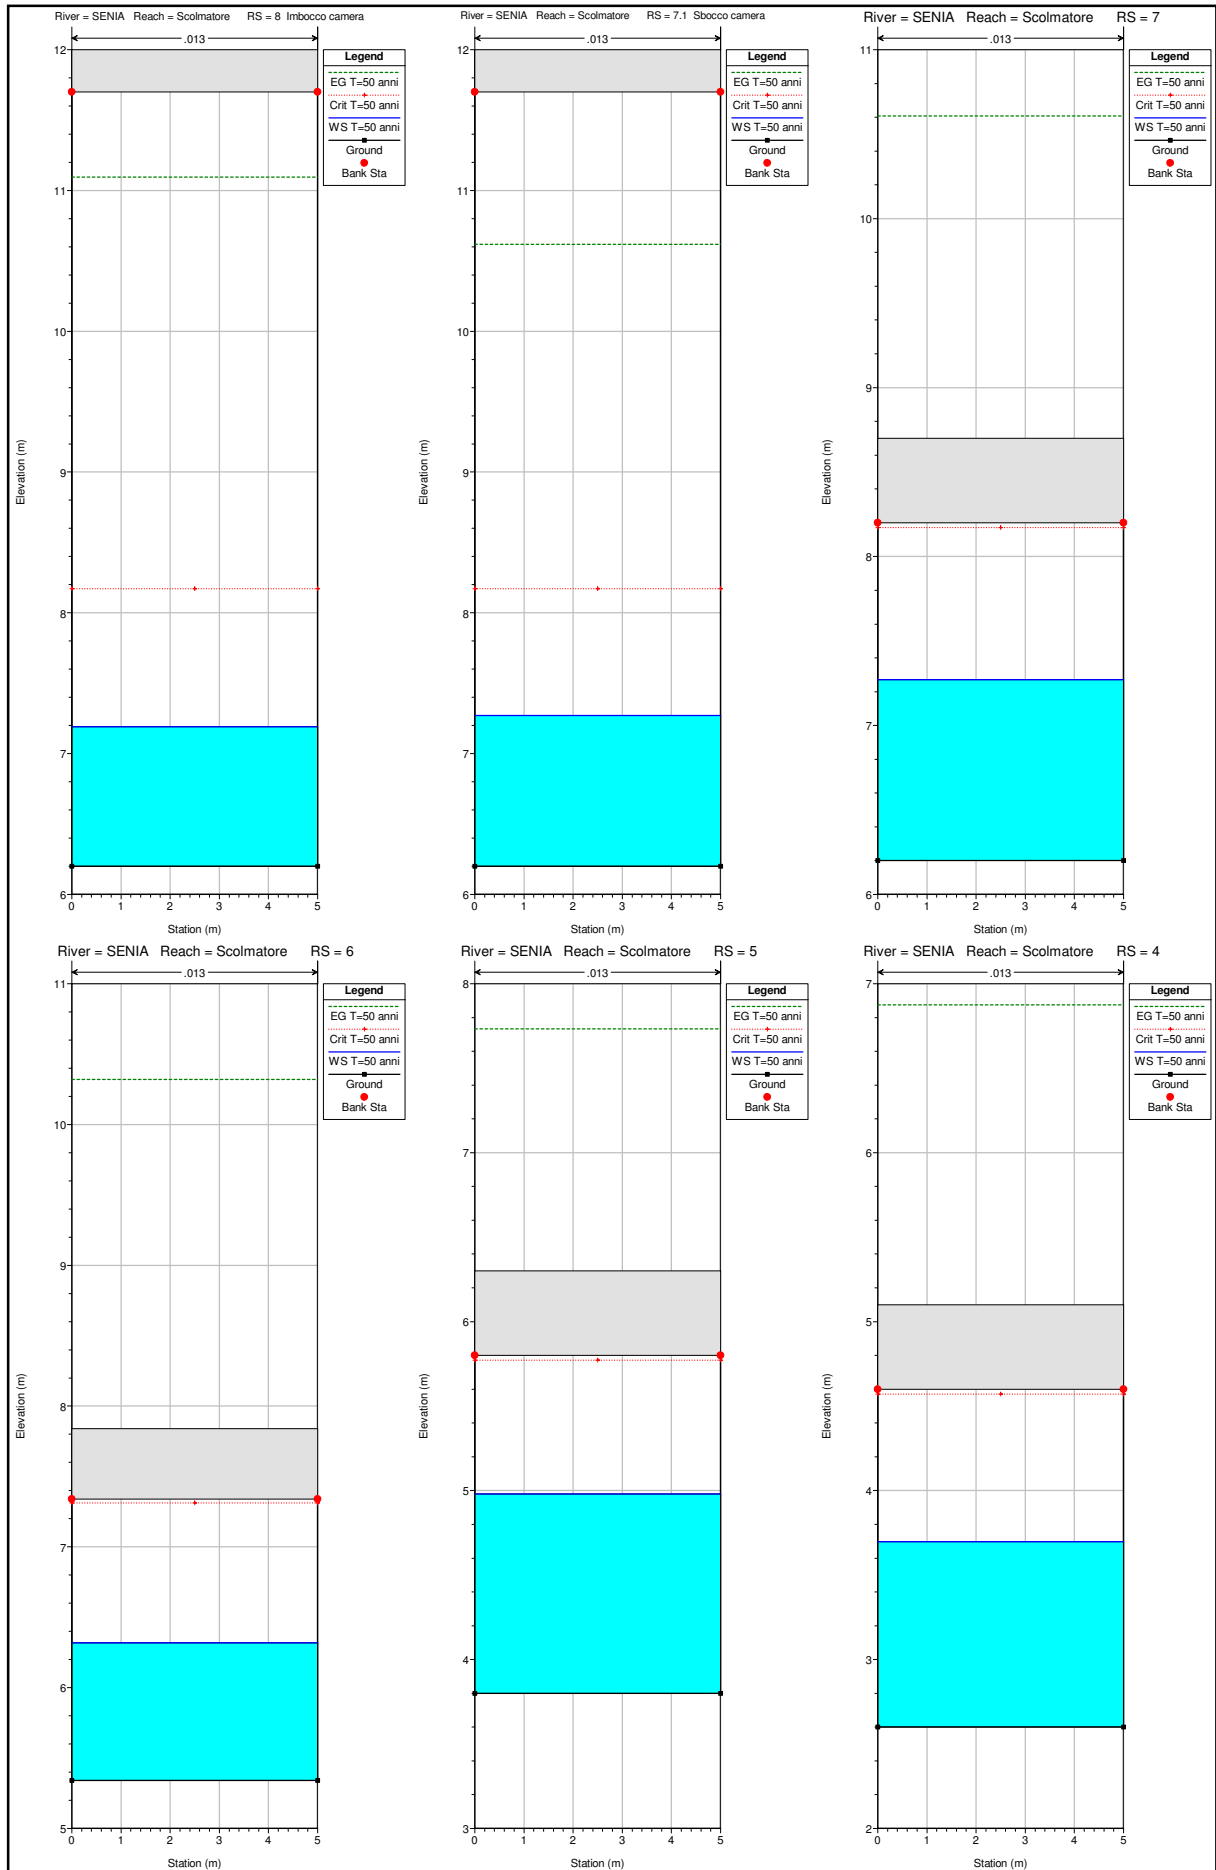 River = SENIA Reach = Scolmatore RS = 8 Imbocco camera
.013
Legend
EG T=50 anni
Crit T=50 anni
WS T=50 anni
Ground
Bank Sta
12
11
10
9
8
7
6
0 1 2 3 4 5
Station (m)
Elevation (m)
River = SENIA Reach = Scolmatore RS = 7.1 Sbocco camera
.013
Legend
EG T=50 anni
Crit T=50 anni
WS T=50 anni
Ground
Bank Sta
12
11
10
9
8
7
6
0 1 2 3 4 5
Station (m)
Elevation (m)
River = SENIA Reach = Scolmatore RS = 7
.013
Legend
EG T=50 anni
Crit T=50 anni
WS T=50 anni
Ground
Bank Sta
11
10
9
8
7
6
0 1 2 3 4 5
Station (m)
Elevation (m)
River = SENIA Reach = Scolmatore RS = 6
.013
Legend
EG T=50 anni
Crit T=50 anni
WS T=50 anni
Ground
Bank Sta
11
10
9
8
7
6
5
0 1 2 3 4 5
Station (m)
Elevation (m)
River = SENIA Reach = Scolmatore RS = 5
.013
Legend
EG T=50 anni
Crit T=50 anni
WS T=50 anni
Ground
Bank Sta
8
7
6
5
4
3
0 1 2 3 4 5
Station (m)
Elevation (m)
River = SENIA Reach = Scolmatore RS = 4
.013
Legend
EG T=50 anni
Crit T=50 anni
WS T=50 anni
Ground
Bank Sta
7
6
5
4
3
2
0 1 2 3 4 5
Station (m)
Elevation (m)